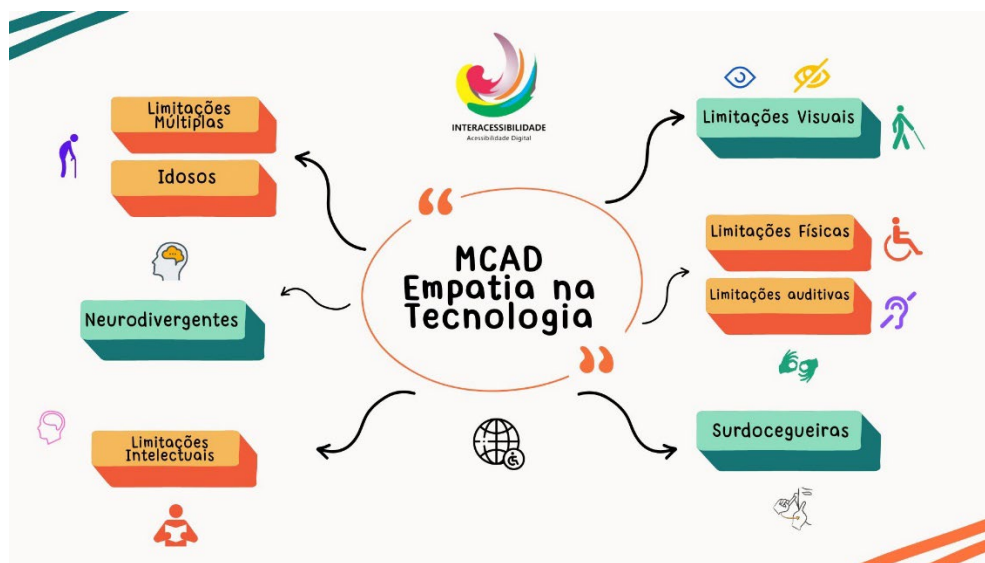 INTERACESSIBILIDADE
Acessibilidade Digital
Limitações
Múltiplas
Idosos
Neurodivergentes
Limitações
Intelectuais
MCAD
Empatia na
Tecnologia
Limitações Visuais
Limitações Físicas
Limitações auditivas
Surdocegueiras